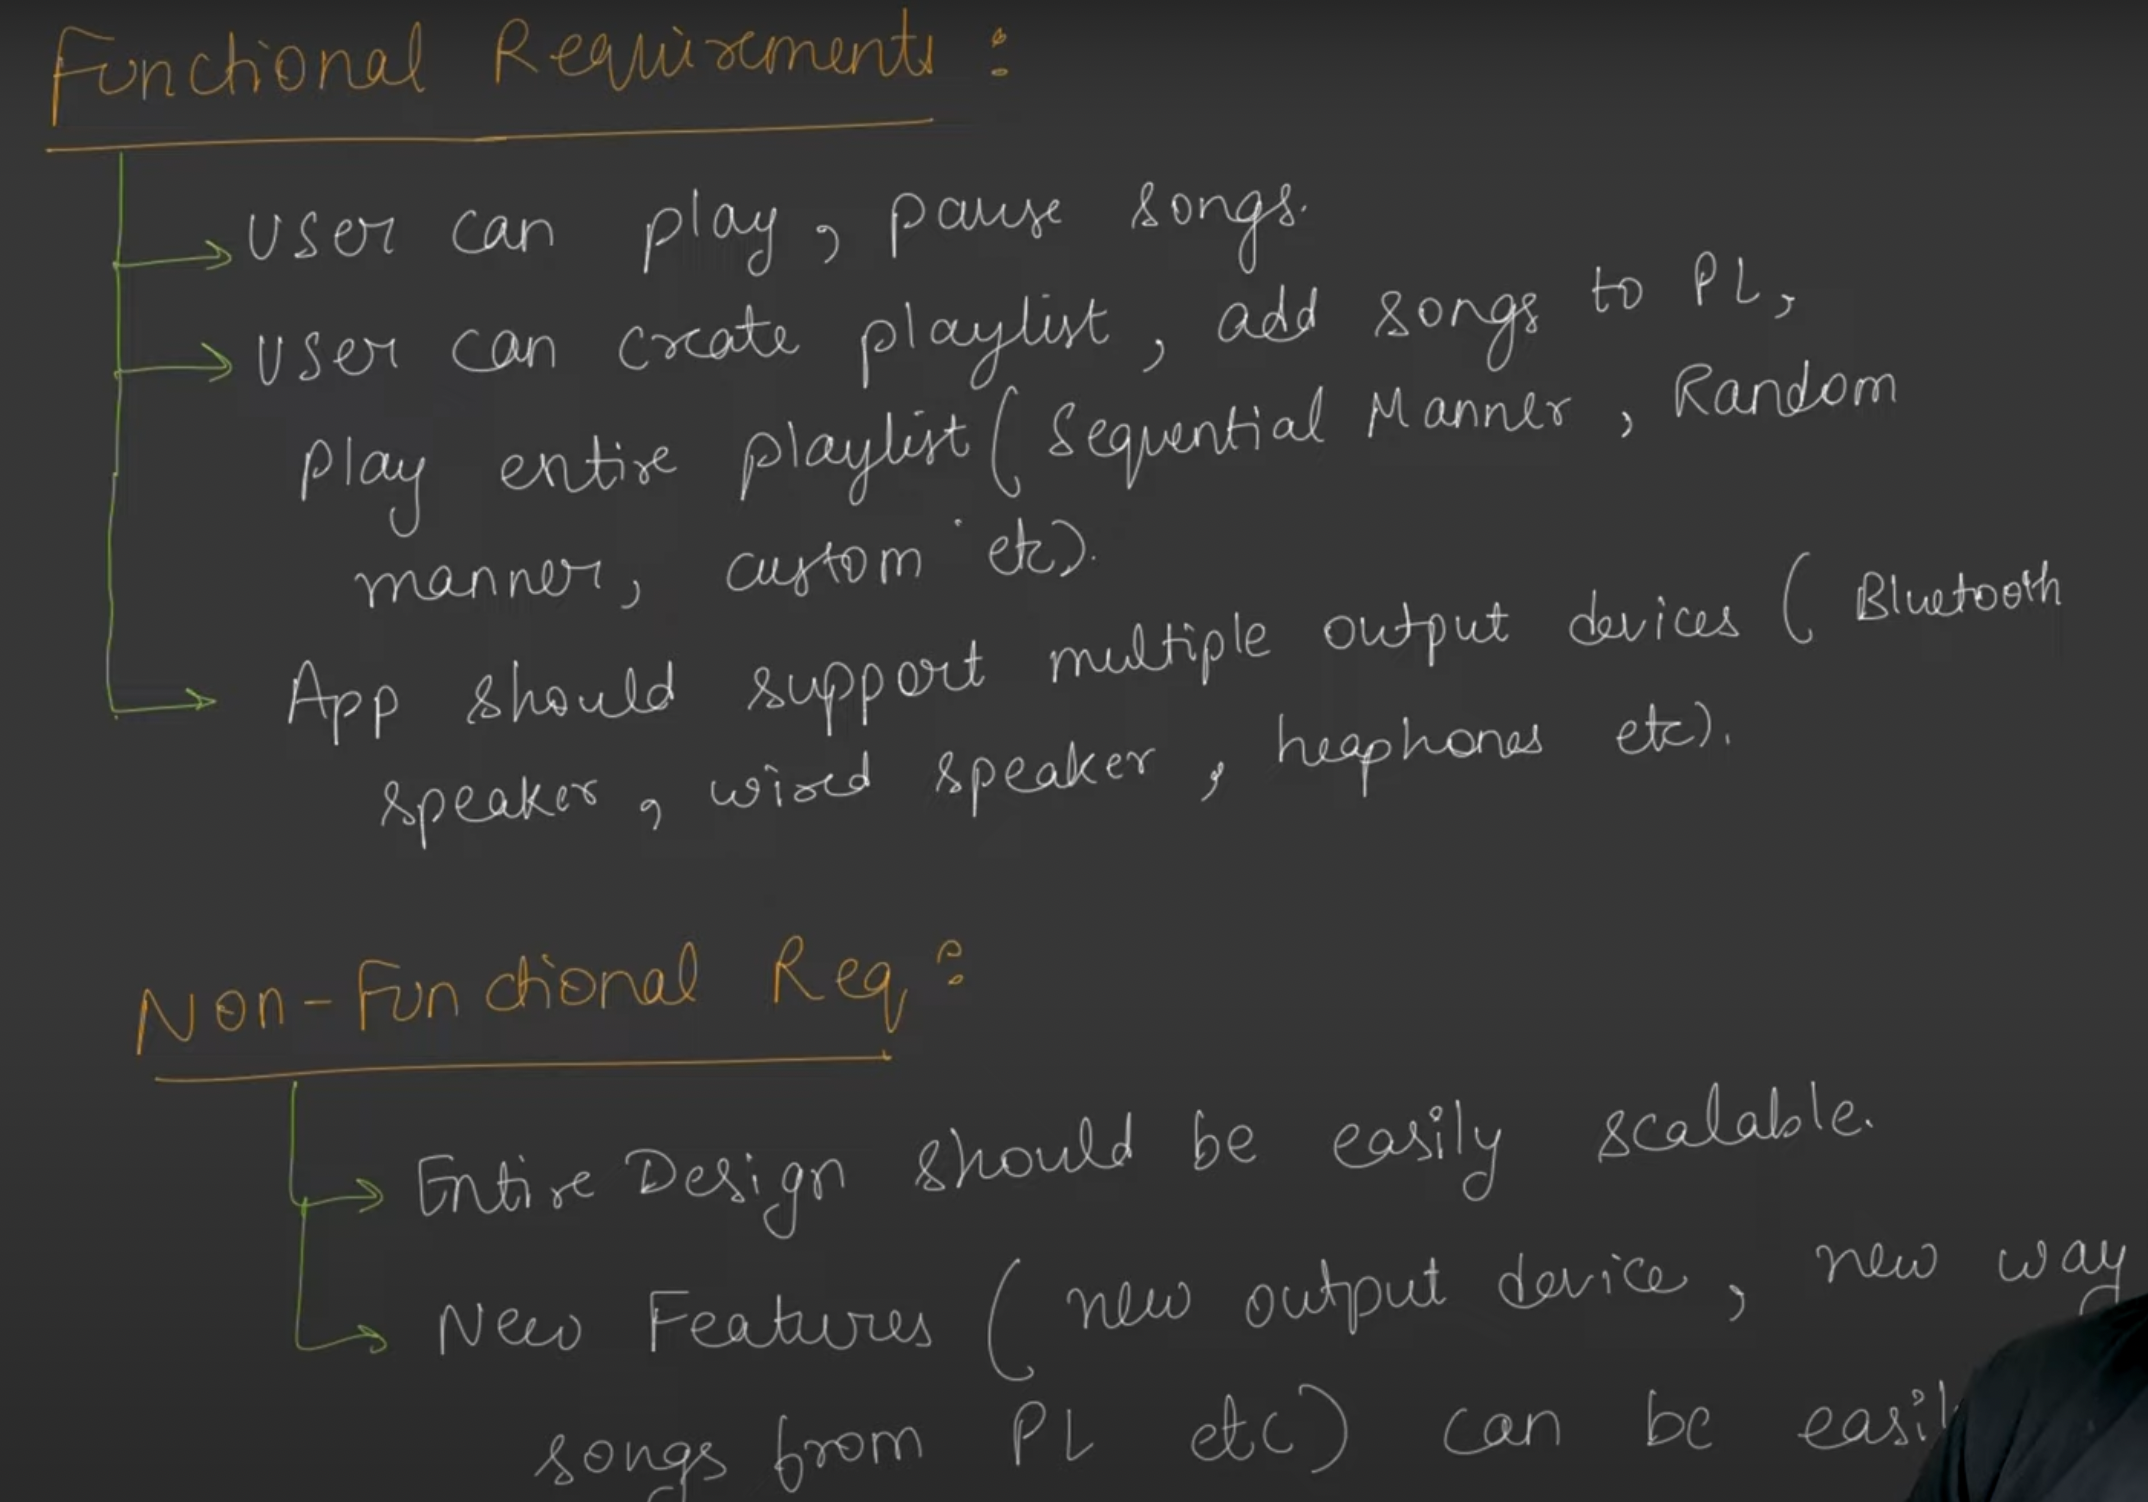 Functional Requirements :
User can play, pause songs.
User can create playlist, add songs to PL,
Play entire playlist ( Sequential Manner, Random
manner, custom etc).
App should support multiple output devices ( Bluetooth
speaker, wired speaker, heaphones etc).
Non-Functional Req :
Entire Design should be easily scalable.
New Features ( new output device, new way
songs from PL etc) can be easil